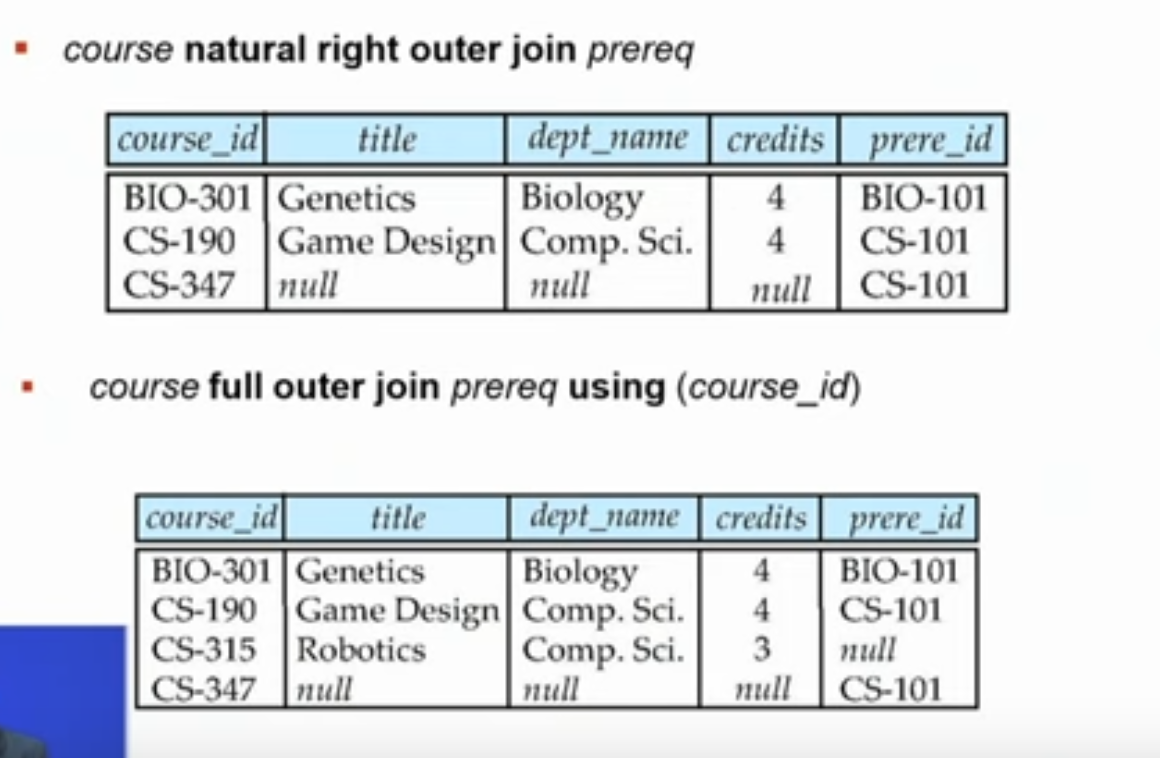 course natural right outer join prereq
course_id title dept_name credits prere_id
BIO-301 Genetics Biology 4 BIO-101
CS-190 Game Design Comp. Sci. 4 CS-101
CS-347 null null null CS-101
course full outer join prereq using (course_id)
course_id title dept_name credits prere_id
BIO-301 Genetics Biology 4 BIO-101
CS-190 Game Design Comp. Sci. 4 CS-101
CS-315 Robotics Comp. Sci. 3 null
CS-347 null null null CS-101